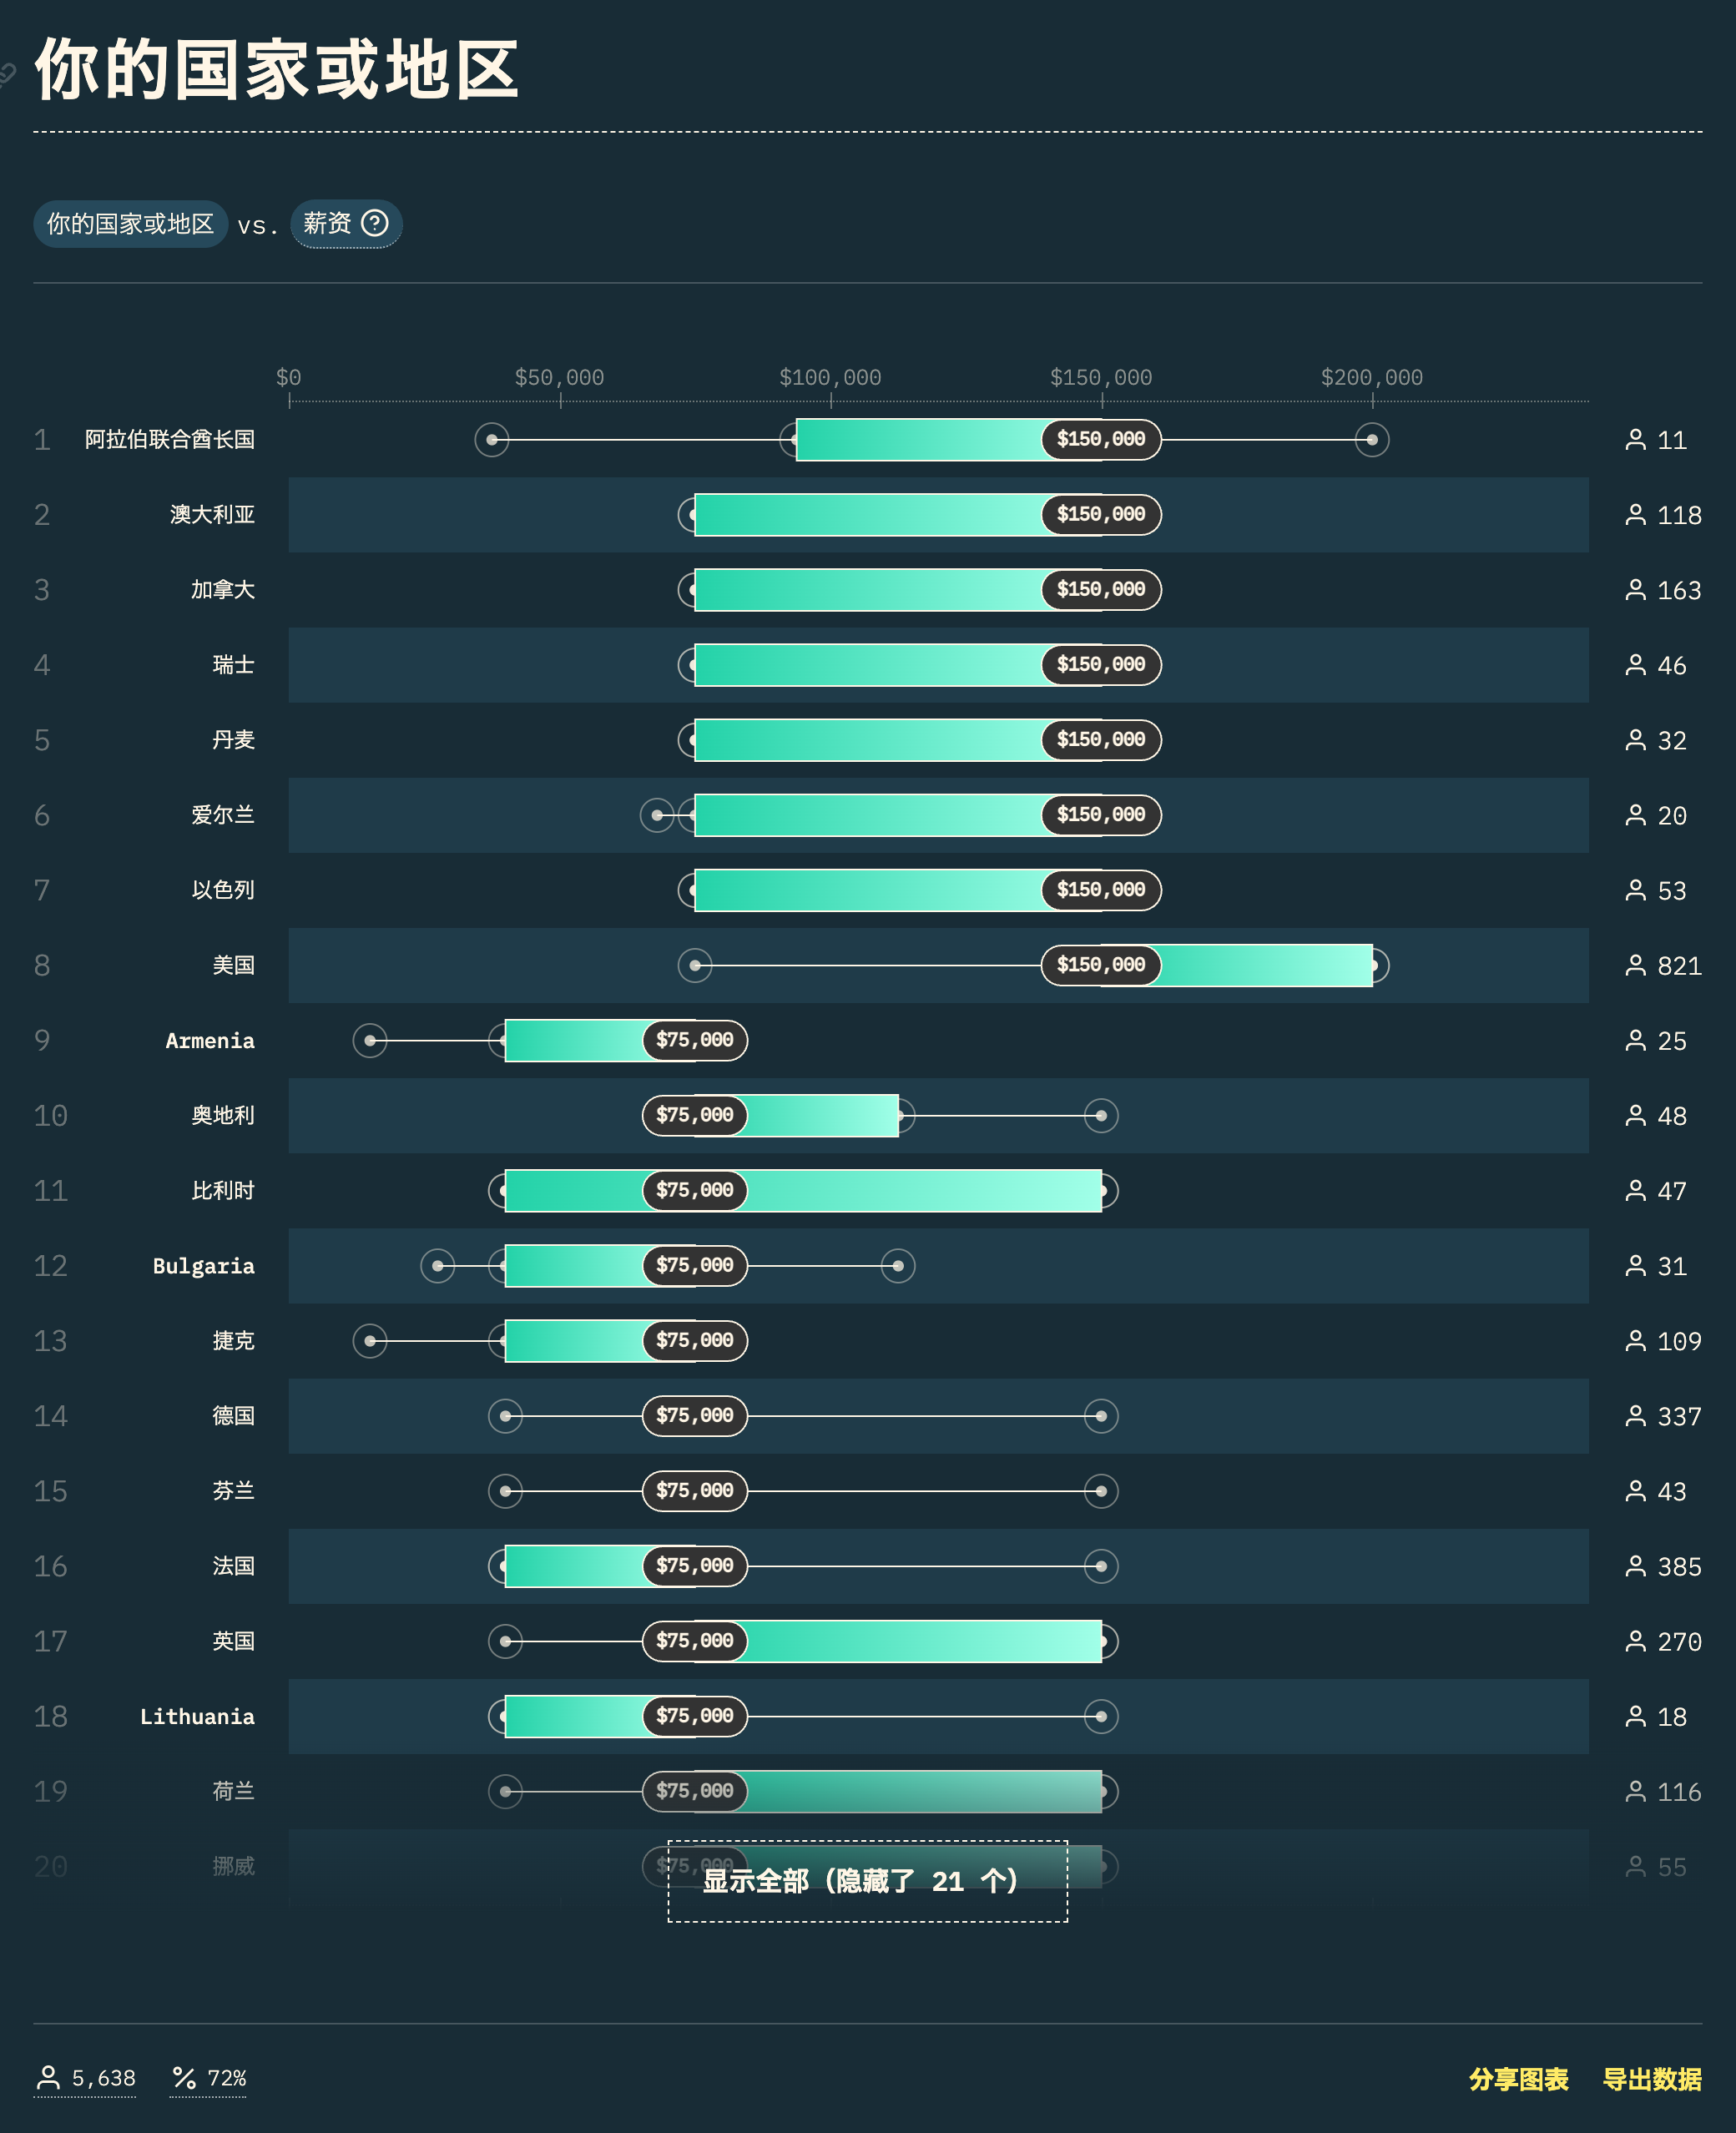 你的国家或地区
你的国家或地区 vs. 薪资
$0 $50,000 $100,000 $150,000 $200,000
1 阿拉伯联合酋长国 $150,000 11
2 澳大利亚 $150,000 118
3 加拿大 $150,000 163
4 瑞士 $150,000 46
5 丹麦 $150,000 32
6 爱尔兰 $150,000 20
7 以色列 $150,000 53
8 美国 $150,000 821
9 Armenia $75,000 25
10 奥地利 $75,000 48
11 比利时 $75,000 47
12 Bulgaria $75,000 31
13 捷克 $75,000 109
14 德国 $75,000 337
15 芬兰 $75,000 43
16 法国 $75,000 385
17 英国 $75,000 270
18 Lithuania $75,000 18
19 荷兰 $75,000 116
20 挪威 $75,000 55
显示全部（隐藏了 21 个）
5,638 72% 分享图表 导出数据